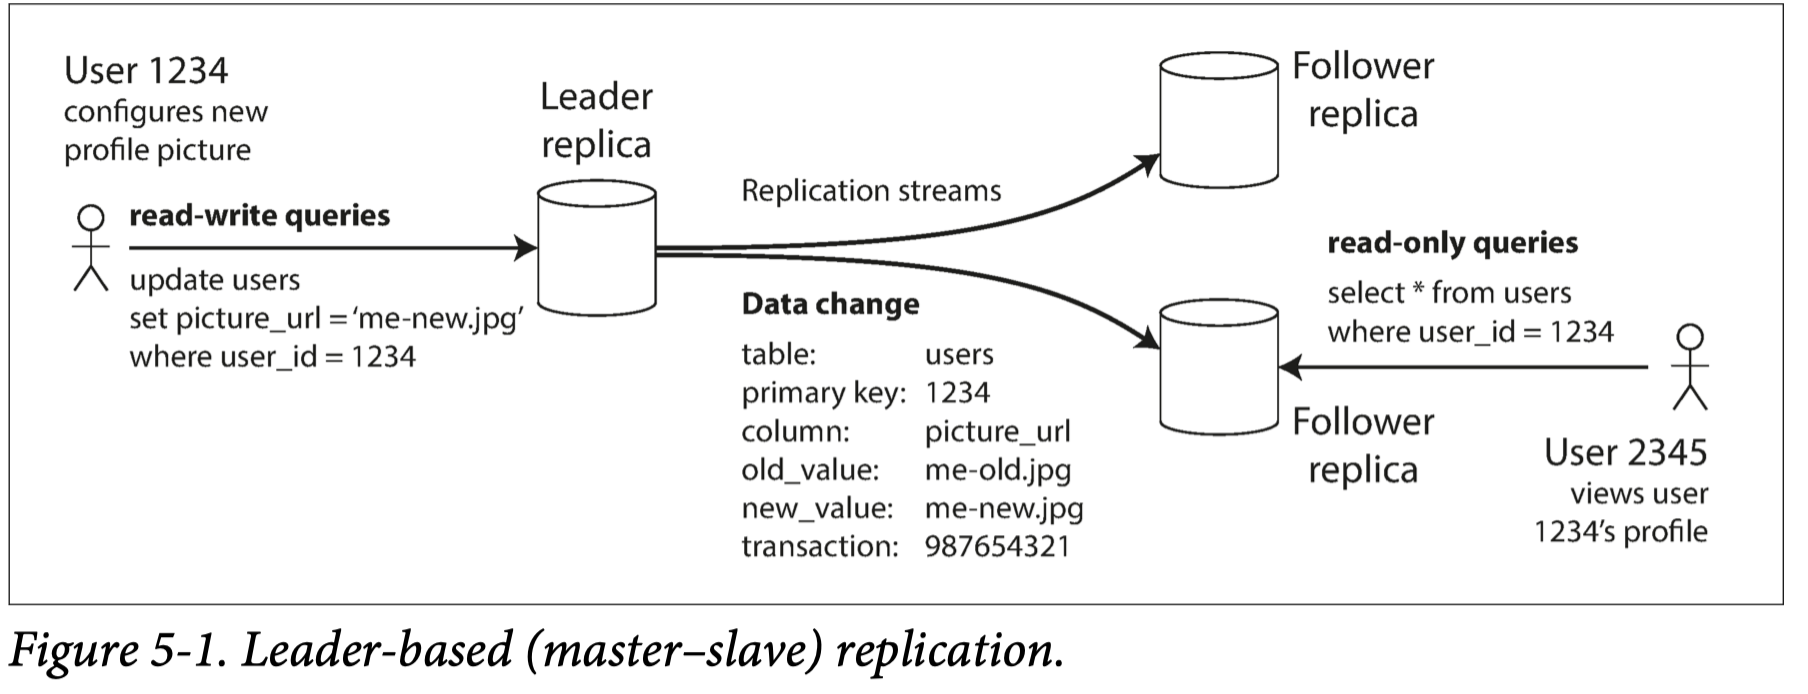 User 1234
configures new
profile picture
read-write queries
update users
set picture_url = ‘me-new.jpg’
where user_id = 1234
Leader
replica
Replication streams
Data change
table: users
primary key: 1234
column: picture_url
old_value: me-old.jpg
new_value: me-new.jpg
transaction: 987654321
Follower
replica
read-only queries
select * from users
where user_id = 1234
Follower
replica
User 2345
views user
1234’s profile
Figure 5-1. Leader-based (master–slave) replication.